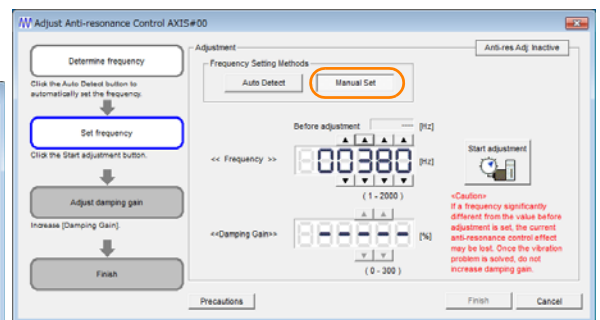 Adjust Anti-resonance Control AXIS#00
Determine frequency
Click the Auto Detect button to
automatically set the frequency.
Set frequency
Click the Start adjustment button.
Adjust damping gain
Increase [Damping Gain].
Finish
Adjustment
Anti-res Adj: Inactive
Frequency Setting Methods
Auto Detect
Manual Set
Before adjustment
---- [Hz]
<< Frequency >>
00380
[Hz]
(1 - 2000 )
Start adjustment
<<Damping Gain>>
-----
[%]
( 0 - 300 )
<Caution>
If a frequency significantly
different from the value before
adjustment is set, the current
anti-resonance control effect
may be lost. Once the vibration
problem is solved, do not
increase damping gain.
Precautions
Finish
Cancel